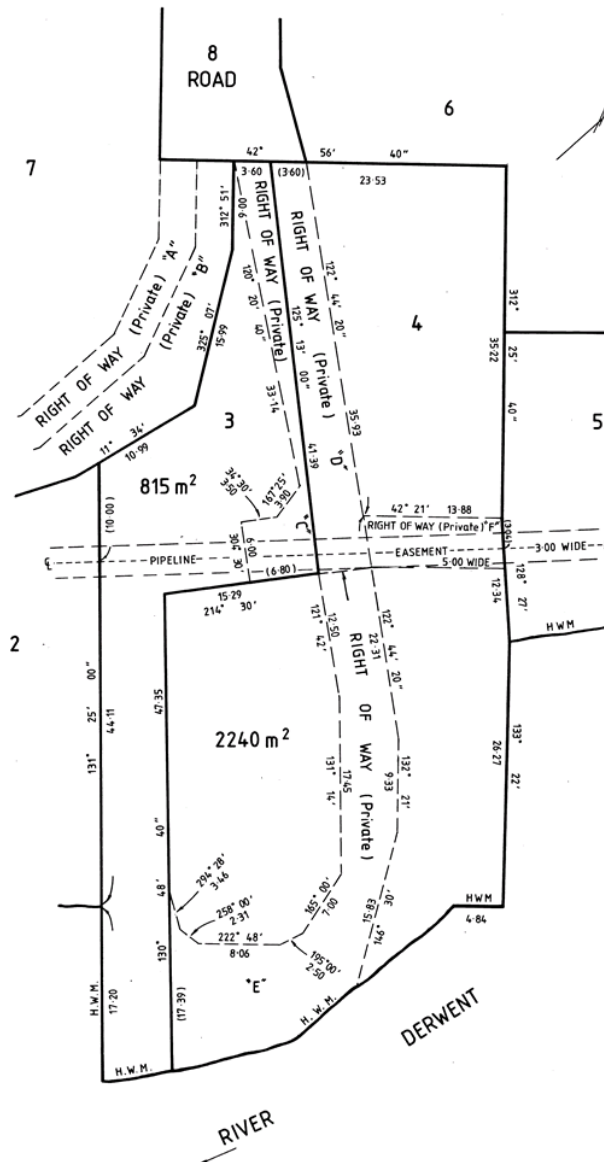 8
ROAD
6
7
42° 56' 40"
3·60 (3·60) 23·53
312° 51'
9·00
RIGHT OF WAY (Private) "A"
RIGHT OF WAY (Private) "B"
325° 07'
15·99
RIGHT OF WAY (Private)
120° 20' 40"
33·14
RIGHT OF WAY (Private) "D"
125° 13' 00"
41·39
122° 44' 20"
35·93
4
312° 25' 40"
35·22
5
11° 34'
10·99
3
815 m²
34° 30'
3·50
167° 25'
3·90
"C"
(10·00)
304° 30'
6·00
42° 21' 13·88
RIGHT OF WAY (Private) "F"
(3·04)
℄ PIPELINE EASEMENT 3·00 WIDE
5·00 WIDE
(6·80)
15·29
214° 30'
12·34
128° 27'
HWM
2
131° 25' 00"
44·11
47·35
130° 48' 40"
121° 42'
12·50
122° 44' 20"
22·31
RIGHT OF WAY (Private)
2240 m²
131° 14'
17·45
132° 21'
9·33
133° 22'
26·27
294° 28'
3·46
258° 00'
2·31
222° 48'
8·06
165° 00'
7·00
195° 00'
2·50
146° 30'
15·83
HWM
4·84
"E"
(17·39)
H.W.M.
17·20
H.W.M.
H.W.M.
DERWENT
RIVER